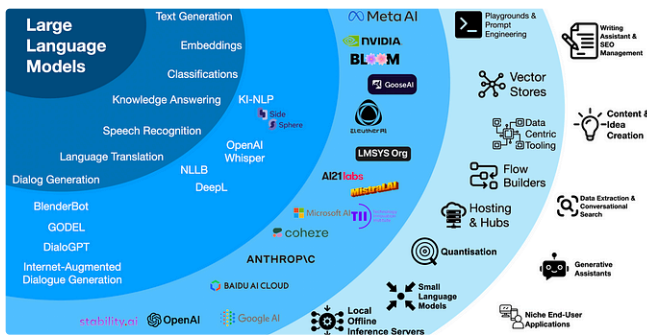 Large
Language
Models
Text Generation
Embeddings
Classifications
Knowledge Answering
Speech Recognition
Language Translation
Dialog Generation
KI-NLP
Side
Sphere
OpenAI
Whisper
NLLB
DeepL
BlenderBot
GODEL
DialoGPT
Internet-Augmented
Dialogue Generation
Meta AI
NVIDIA
BLOOM
GooseAI
EleutherAI
LMSYS Org
AI21labs
Mistral AI
Microsoft AI
TII
cohere
ANTHROP\C
BAIDU AI CLOUD
Google AI
OpenAI
stability.ai
Playgrounds &
Prompt
Engineering
Vector
Stores
Data
Centric
Tooling
Flow
Builders
Hosting
& Hubs
Quantisation
Small
Language
Models
Local
Offline
Inference Servers
Writing
Assistant &
SEO
Management
Content &
Idea
Creation
Data Extraction &
Conversational
Search
Generative
Assistants
Niche End-User
Applications